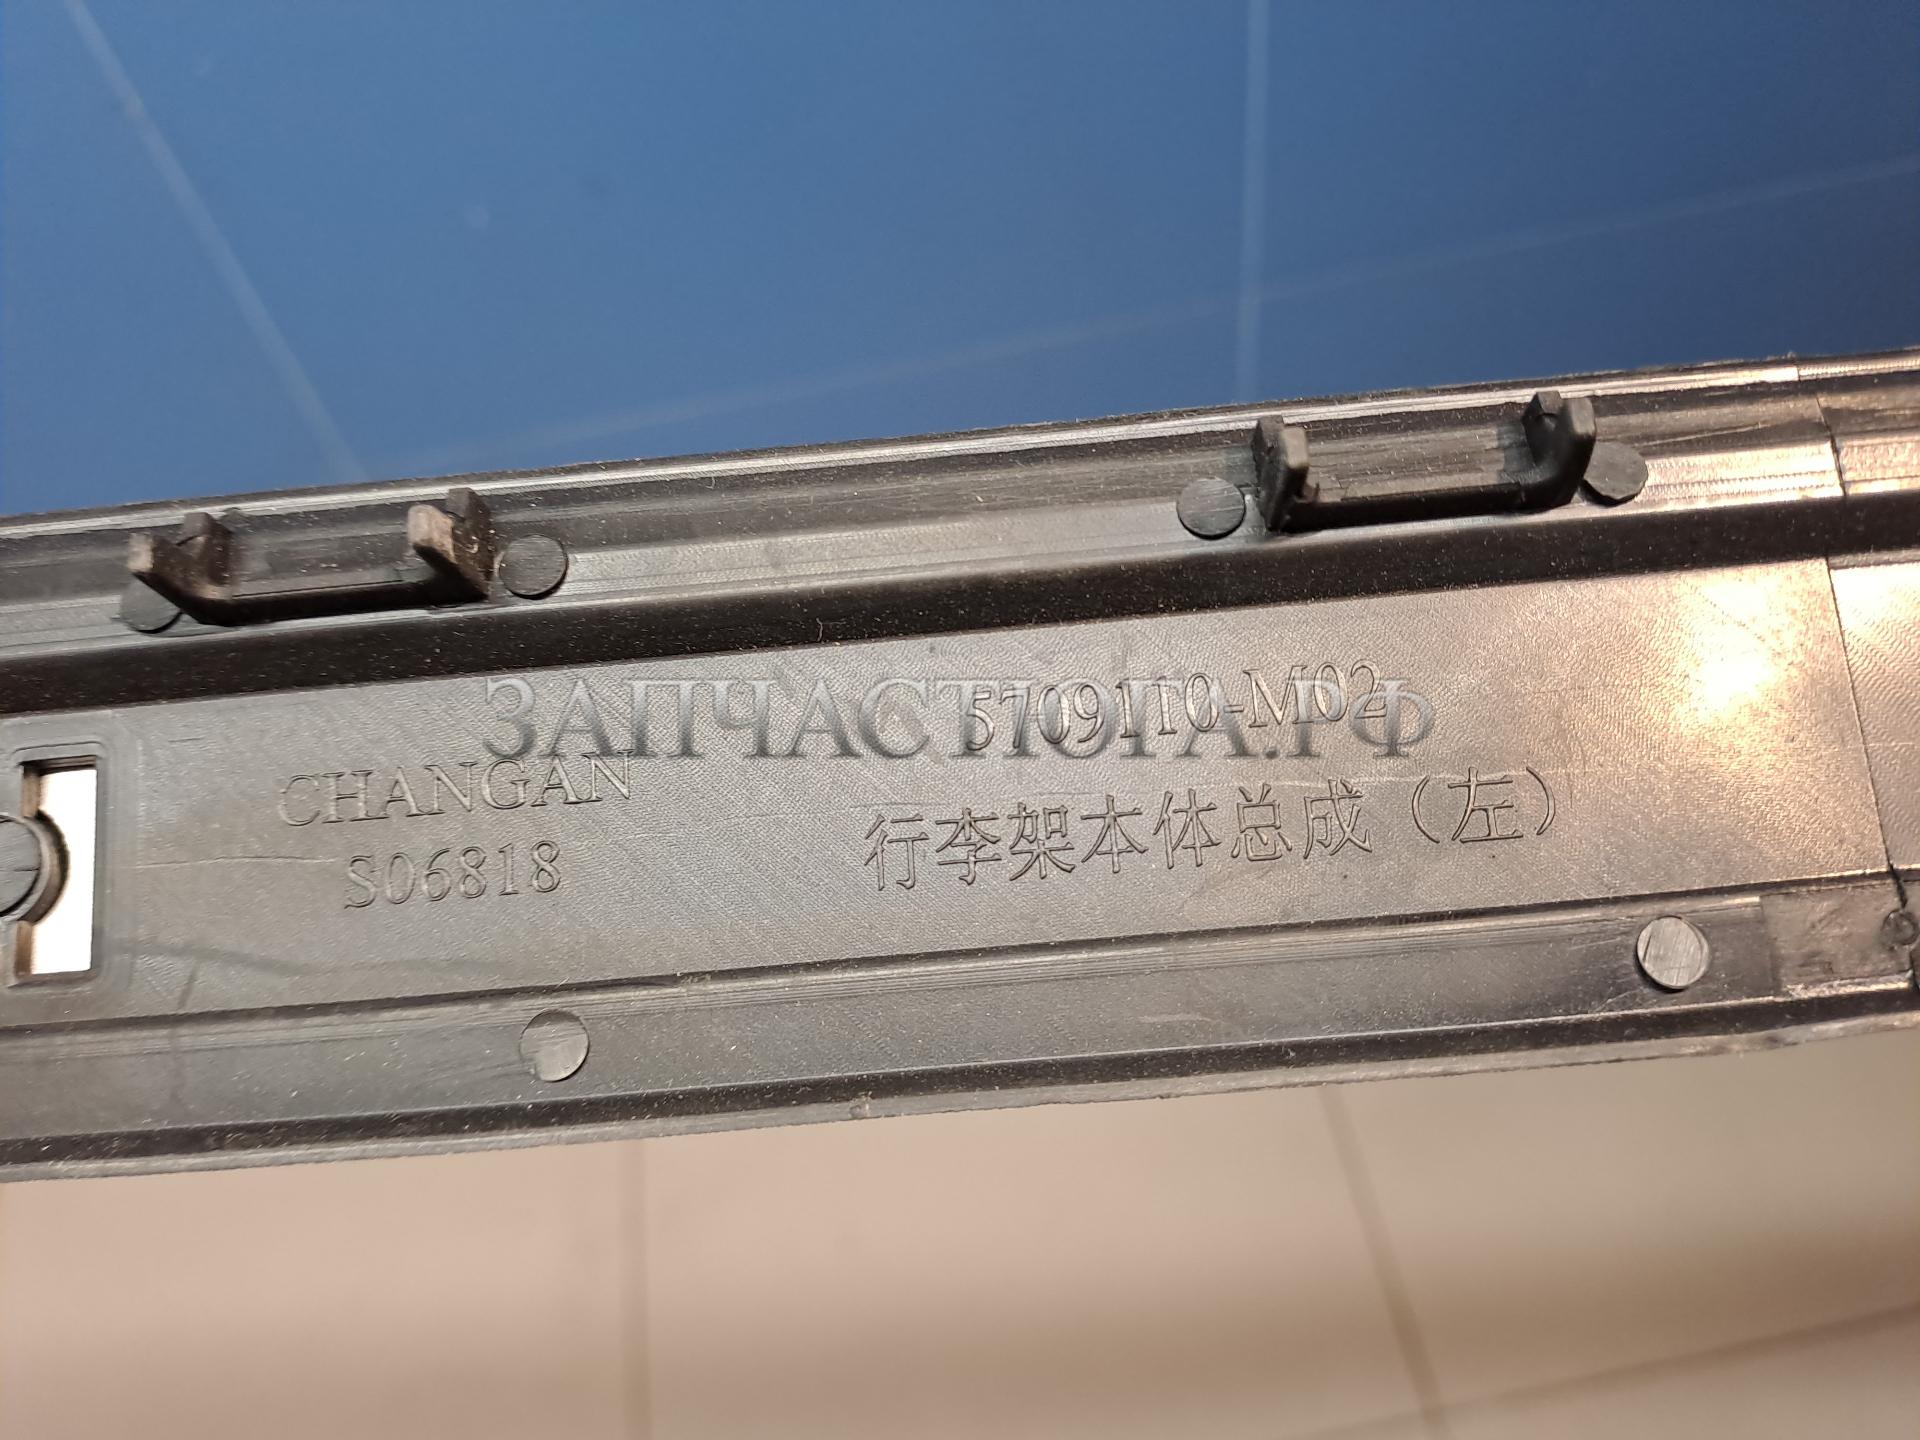 ЗАПЧАСТЮГА.РФ
5709110-M02
CHANGAN
S06818
行李架本体总成（左）